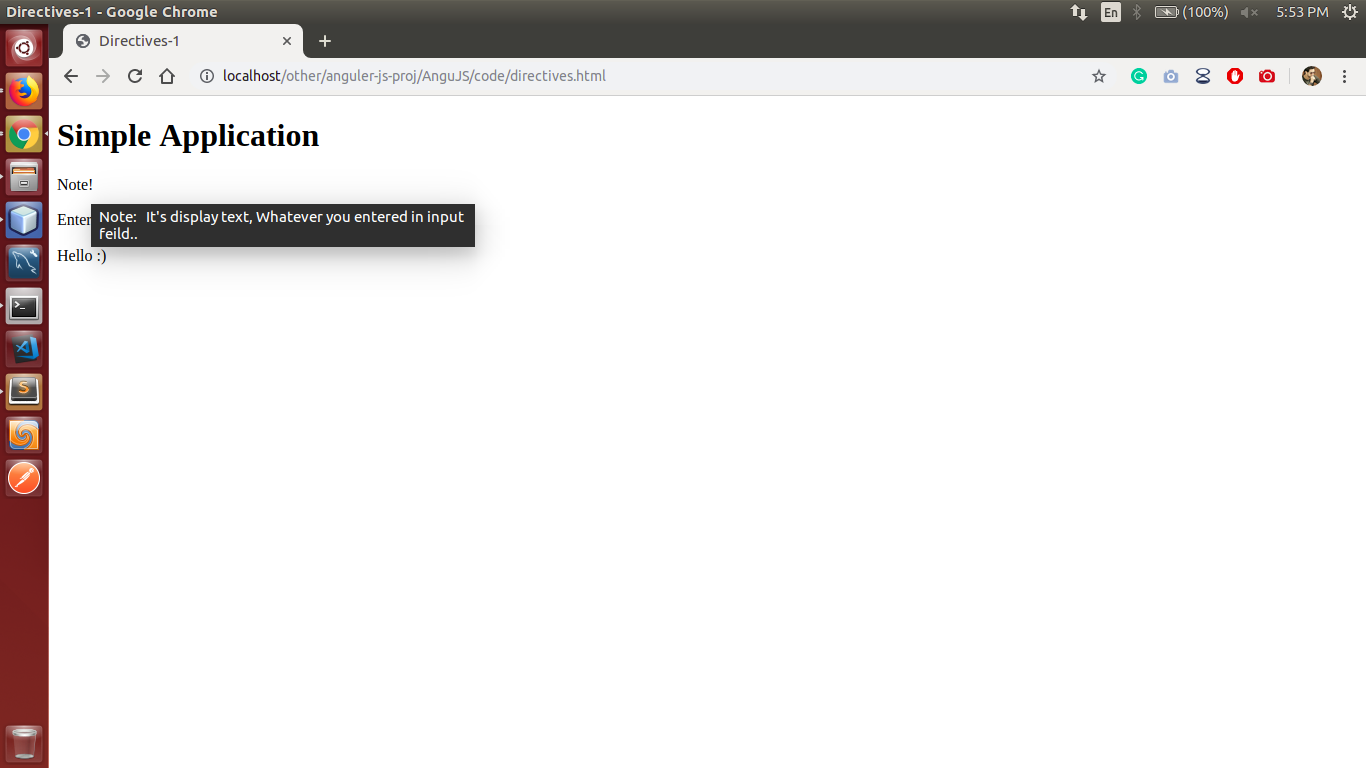 Directives-1 - Google Chrome
En
(100%)
5:53 PM
Directives-1
localhost/other/anguler-js-proj/AnguJS/code/directives.html
Simple Application
Note!
Enter
Note: It's display text, Whatever you entered in input
feild..
Hello :)